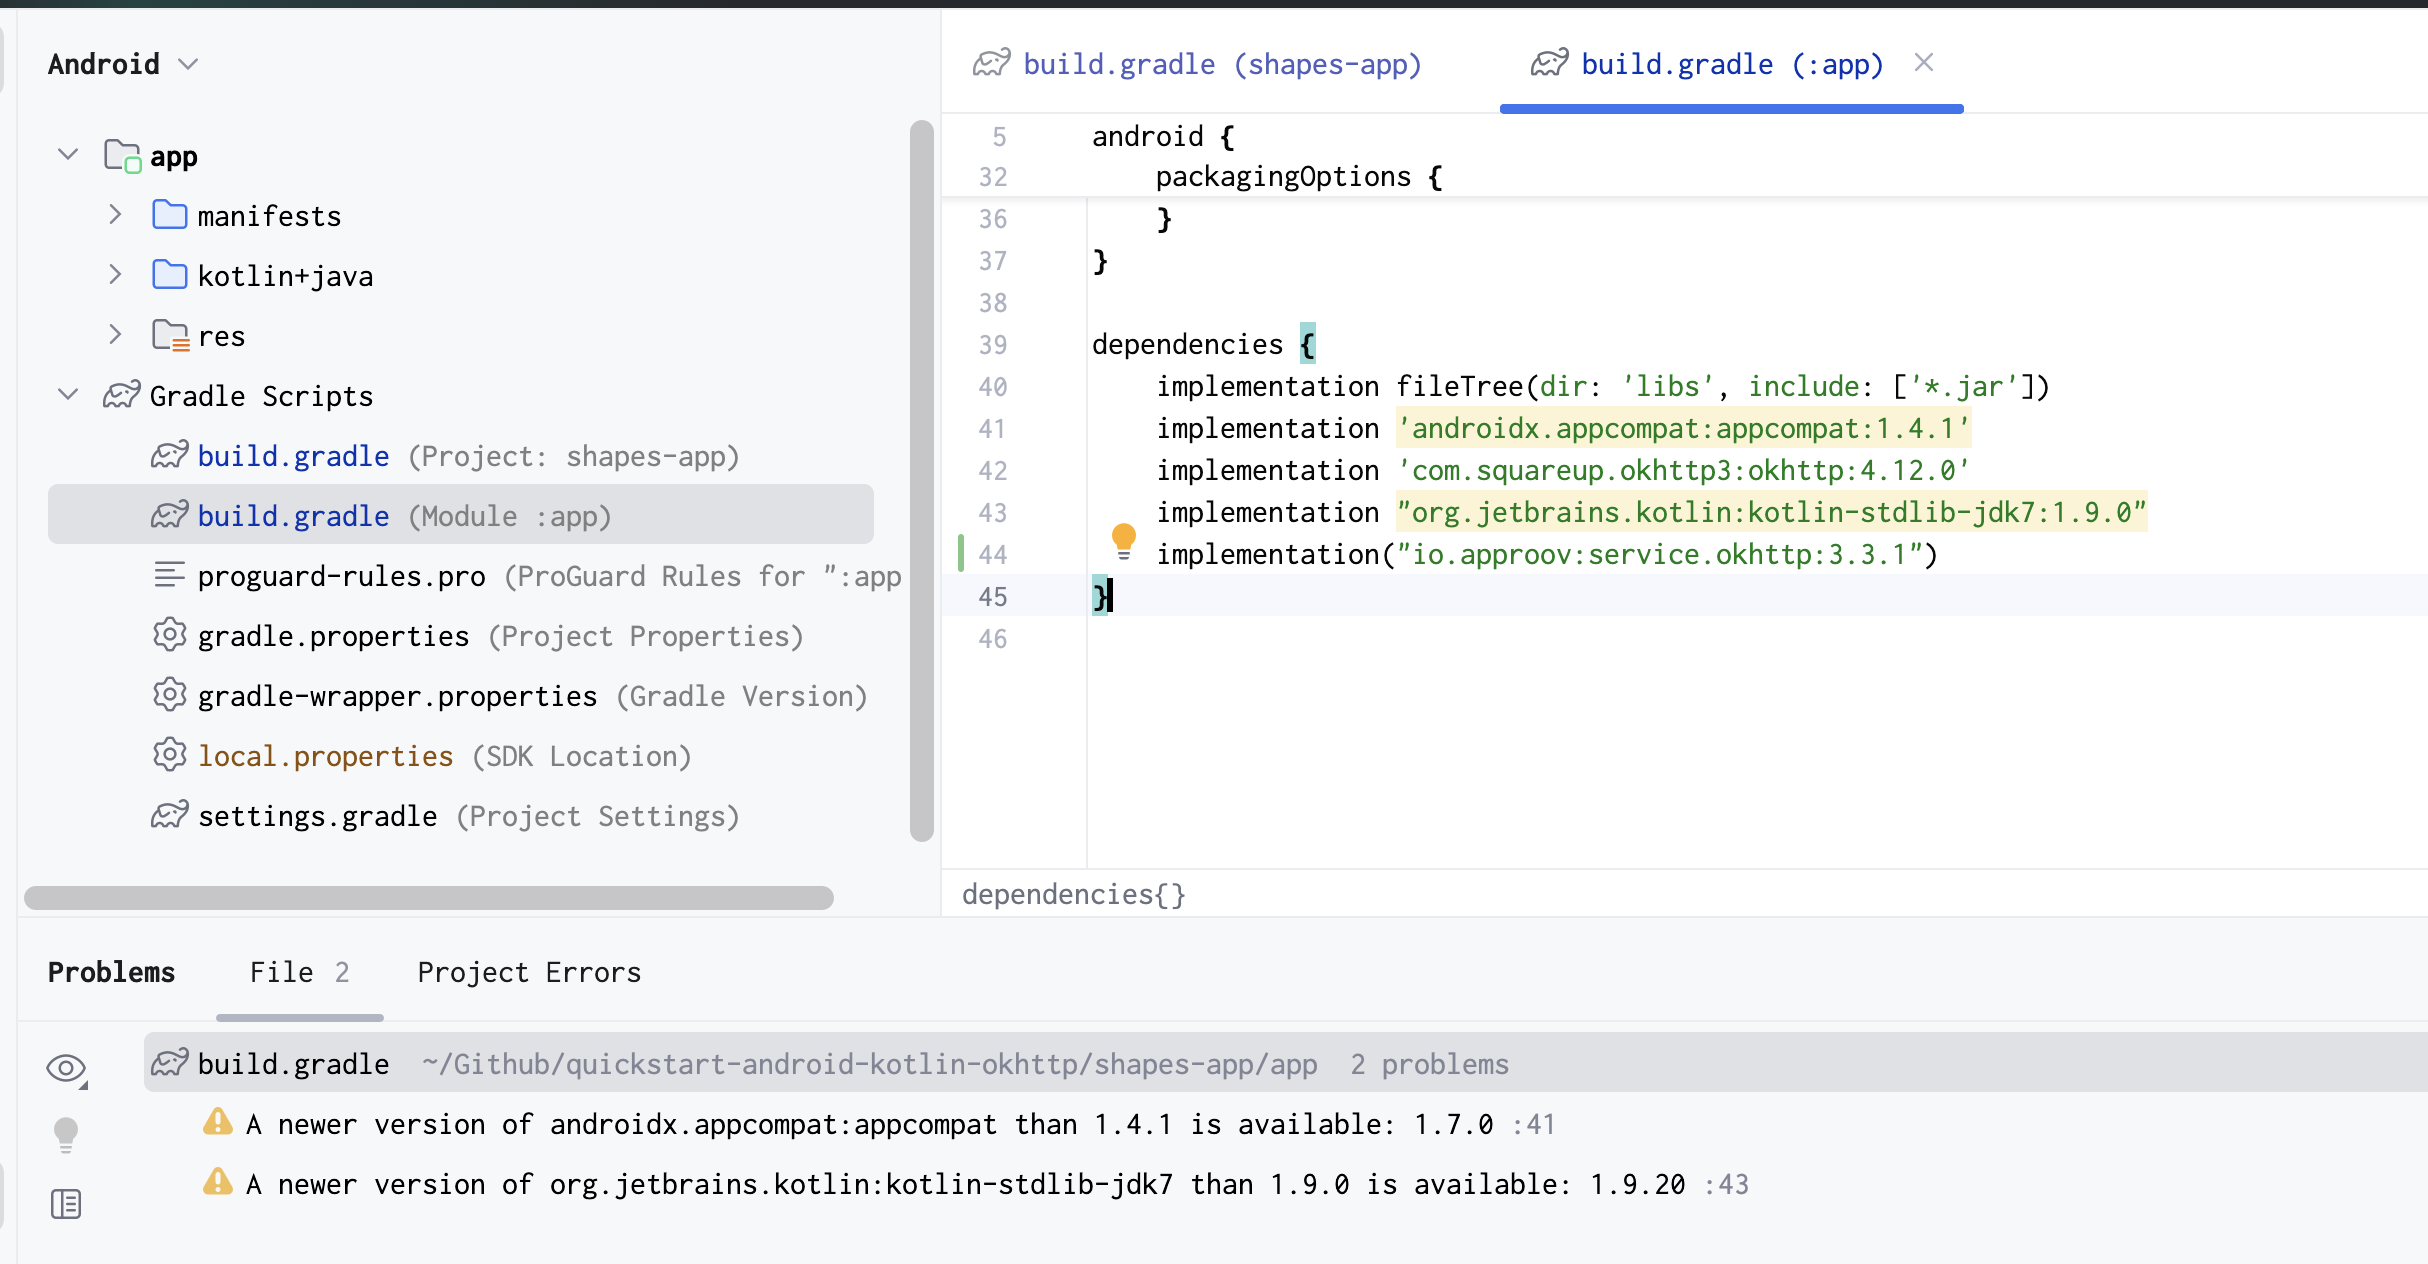 Android
app
manifests
kotlin+java
res
Gradle Scripts
build.gradle (Project: shapes-app)
build.gradle (Module :app)
proguard-rules.pro (ProGuard Rules for ":app
gradle.properties (Project Properties)
gradle-wrapper.properties (Gradle Version)
local.properties (SDK Location)
settings.gradle (Project Settings)
build.gradle (shapes-app) build.gradle (:app)
5 android {
32 packagingOptions {
36 }
37 }
38
39 dependencies {
40 implementation fileTree(dir: 'libs', include: ['*.jar'])
41 implementation 'androidx.appcompat:appcompat:1.4.1'
42 implementation 'com.squareup.okhttp3:okhttp:4.12.0'
43 implementation "org.jetbrains.kotlin:kotlin-stdlib-jdk7:1.9.0"
44 implementation("io.approov:service.okhttp:3.3.1")
45 }
46
dependencies{}
Problems File 2 Project Errors
build.gradle ~/Github/quickstart-android-kotlin-okhttp/shapes-app/app 2 problems
A newer version of androidx.appcompat:appcompat than 1.4.1 is available: 1.7.0 :41
A newer version of org.jetbrains.kotlin:kotlin-stdlib-jdk7 than 1.9.0 is available: 1.9.20 :43